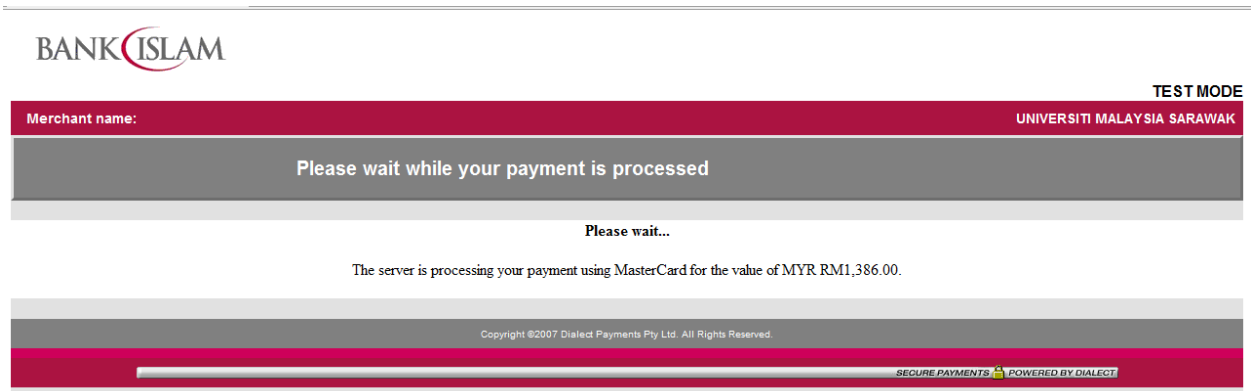 BANK ISLAM
TEST MODE
Merchant name: UNIVERSITI MALAYSIA SARAWAK
Please wait while your payment is processed
Please wait...
The server is processing your payment using MasterCard for the value of MYR RM1,386.00.
Copyright ©2007 Dialect Payments Pty Ltd. All Rights Reserved.
SECURE PAYMENTS POWERED BY DIALECT